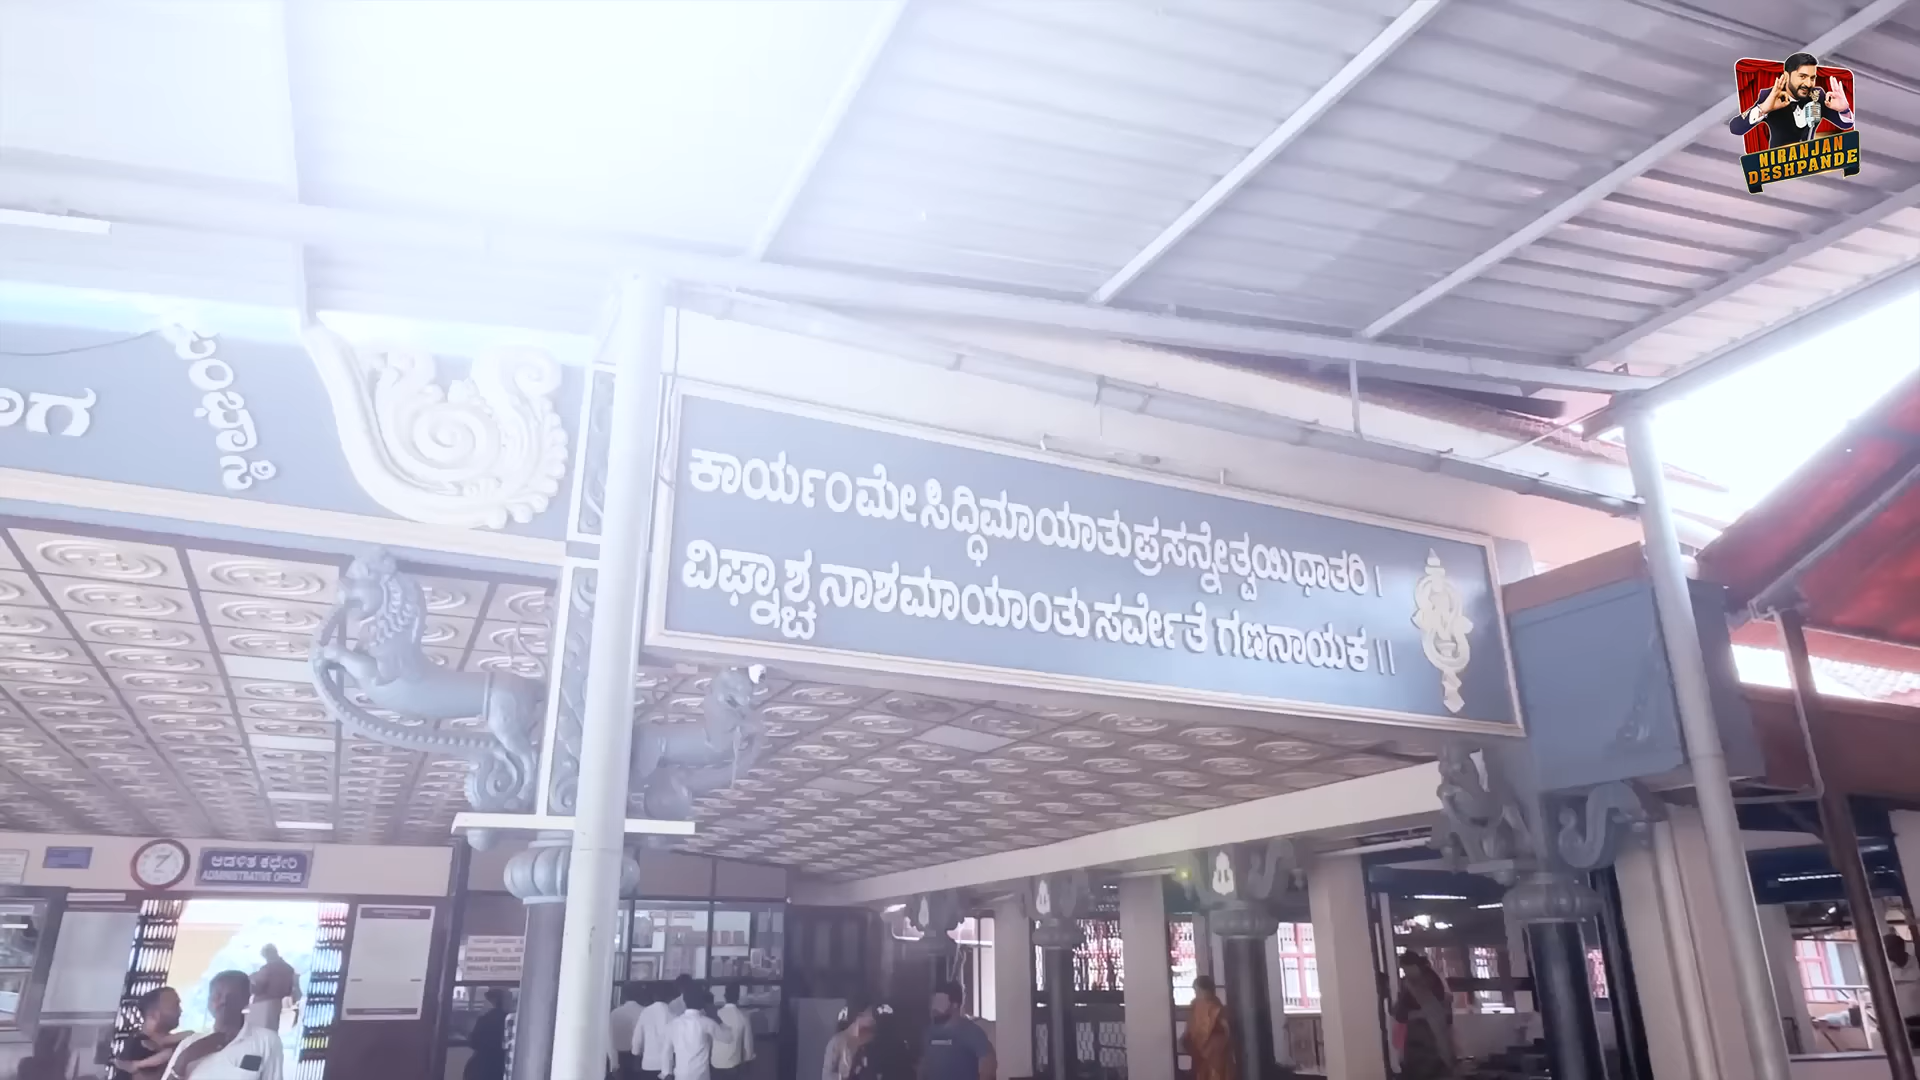 NIRANJAN
DESHPANDE
ಕಾರ್ಯಂಮೇ ಸಿದ್ಧಿಮಾಯಾತು ಪ್ರಸನ್ನೇತ್ವಯಿ ಧಾತರಿ |
ವಿಘ್ನಾಶ್ಚ ನಾಶಮಾಯಾಂತು ಸರ್ವೇತೆ ಗಣನಾಯಕ ||
ಆಡಳಿತ ಕಛೇರಿ
ADMINISTRATIVE OFFICE